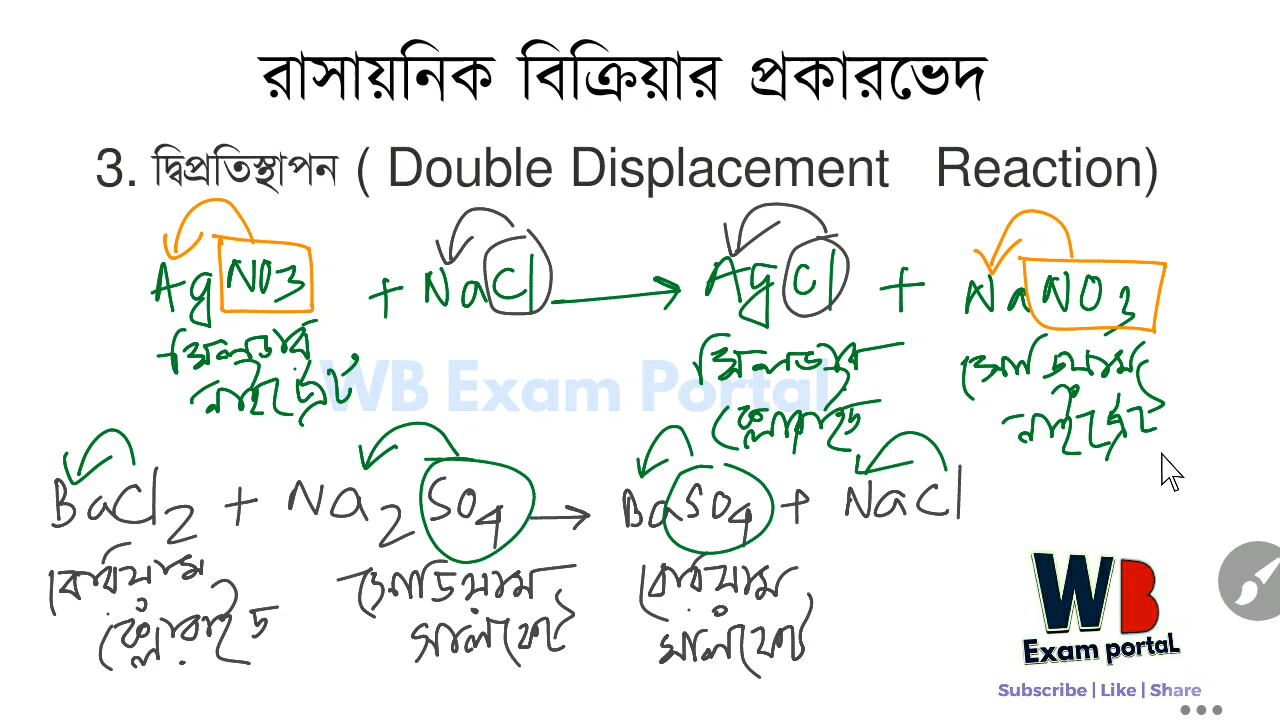 রাসায়নিক বিক্রিয়ার প্রকারভেদ
3. দ্বিপ্রতিস্থাপন ( Double Displacement Reaction)
AgNO3 + NaCl → AgCl + NaNO3
সিলভার সিলভার সোডিয়াম
নাইট্রেট ক্লোরাইড নাইট্রেট
WB Exam Portal
BaCl2 + Na2SO4 → BaSO4 + NaCl
বেরিয়াম সোডিয়াম বেরিয়াম
ক্লোরাইড সালফেট সালফেট
WB
Exam portaL
Subscribe | Like | Share